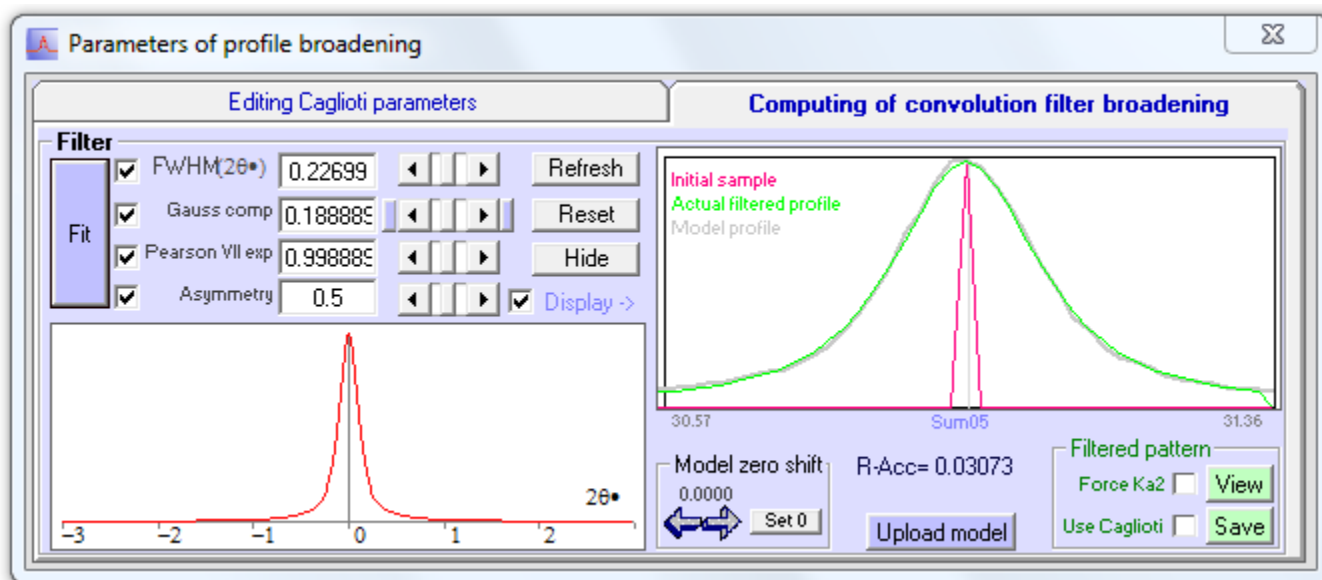 Parameters of profile broadening
Editing Caglioti parameters
Computing of convolution filter broadening
Filter
Fit
FWHM(2θ•) 0.22699 Refresh
Gauss comp 0.188889 Reset
Pearson VII exp 0.998889 Hide
Asymmetry 0.5 Display ->
2θ•
-3 -2 -1 0 1 2
Initial sample
Actual filtered profile
Model profile
30.57 Sum05 31.36
Model zero shift
0.0000
Set 0
R-Acc= 0.03073
Upload model
Filtered pattern
Force Ka2 View
Use Caglioti Save